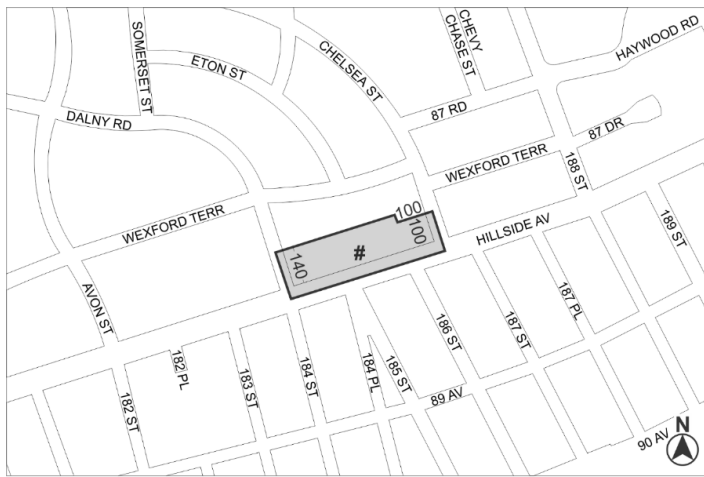 SOMERSET ST
ETON ST
CHELSEA ST
CHEVY
CHASE ST
HAYWOOD RD
DALNY RD
87 RD
87 DR
WEXFORD TERR
188 ST
WEXFORD TERR
100
100
HILLSIDE AV
189 ST
#
140
AVON ST
187 PL
186 ST
187 ST
182 PL
183 ST
184 ST
184 PL
185 ST
182 ST
89 AV
90 AV
N